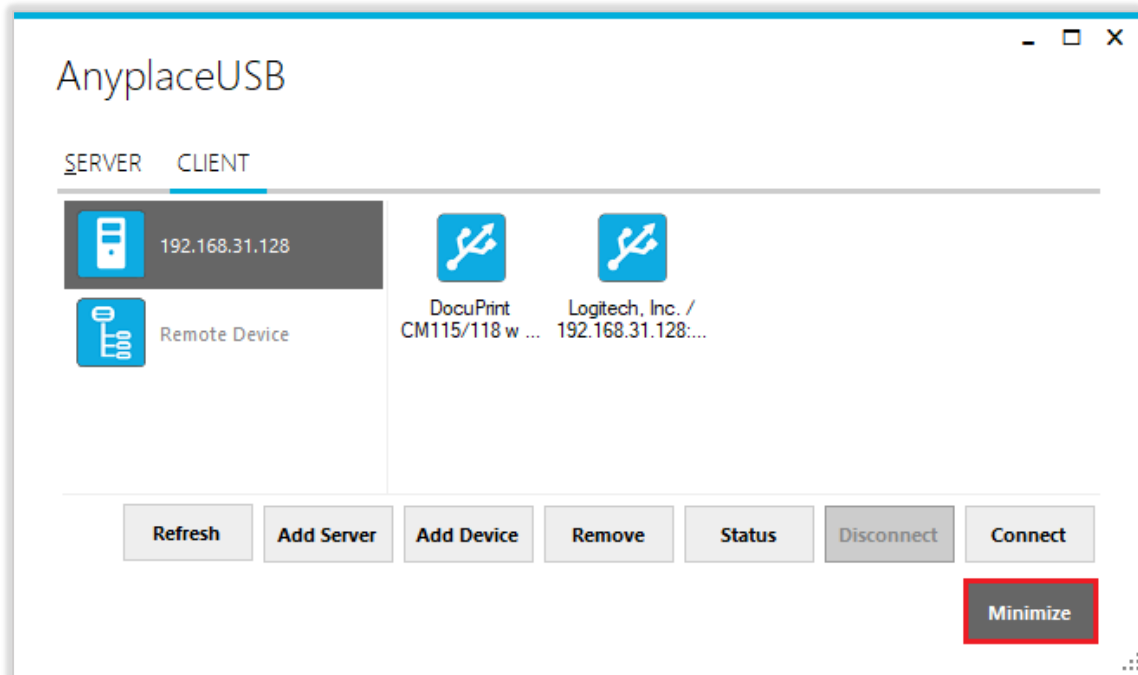 AnyplaceUSB
SERVER CLIENT
192.168.31.128
Remote Device
DocuPrint
CM115/118 w ...
Logitech, Inc. /
192.168.31.128:...
Refresh Add Server Add Device Remove Status Disconnect Connect
Minimize